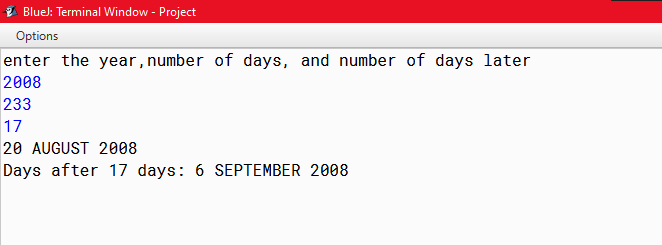 BlueJ: Terminal Window - Project
Options
enter the year,number of days, and number of days later
2008
233
17
20 AUGUST 2008
Days after 17 days: 6 SEPTEMBER 2008